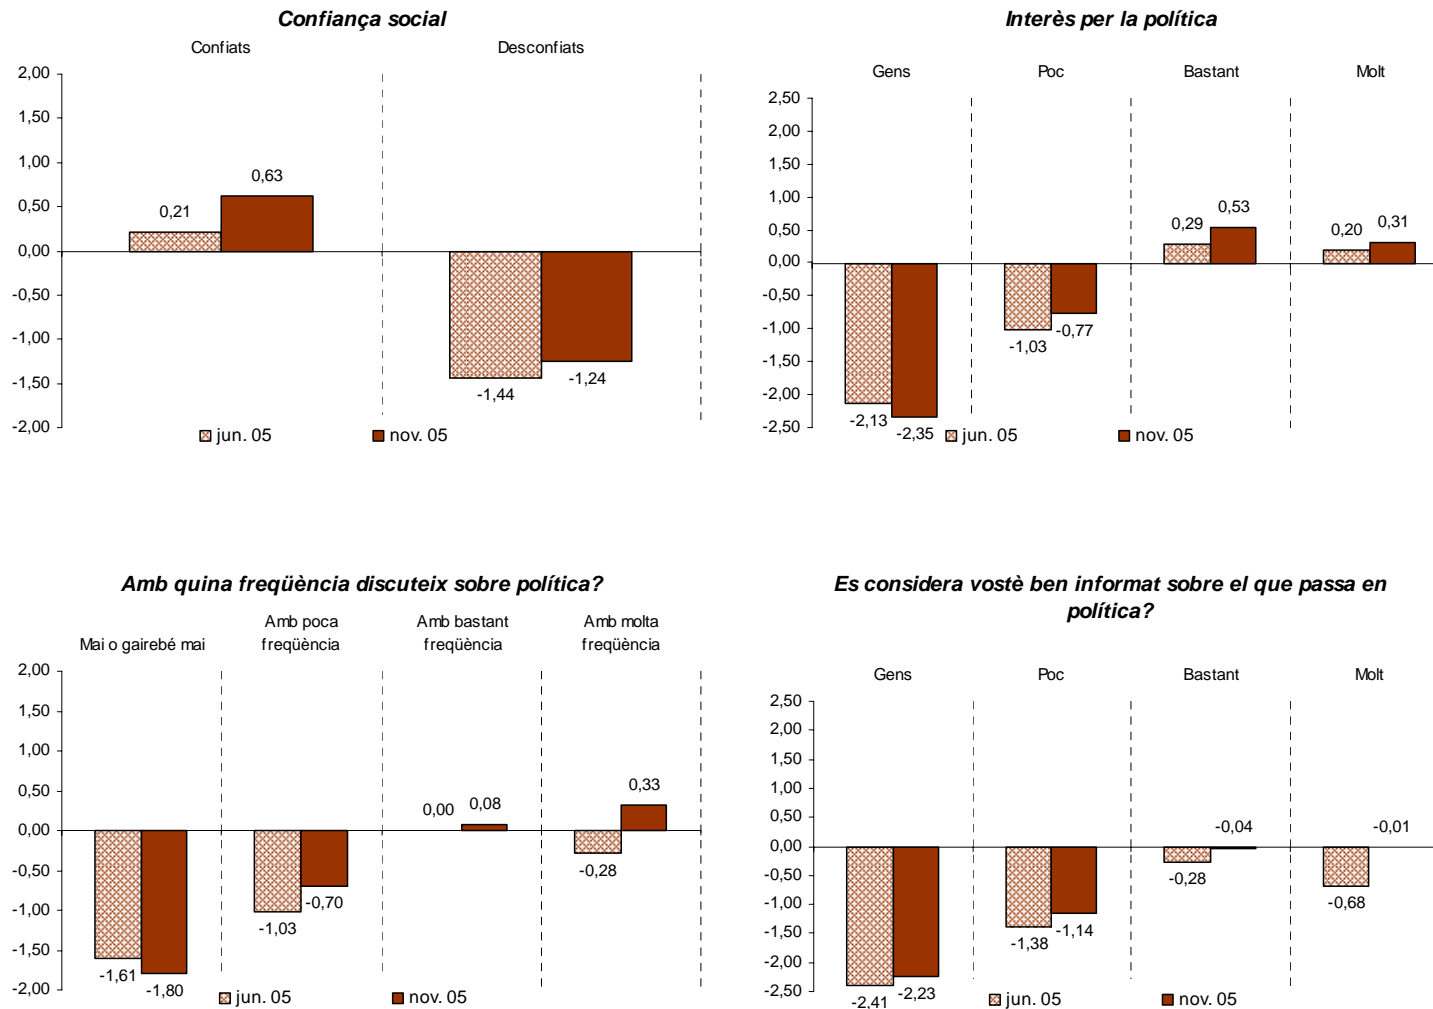 Confiança social
Confiats Desconfiats
2,00
1,50
1,00
0,50
0,00
-0,50
-1,00
-1,50
-2,00
0,21 0,63
-1,44 -1,24
jun. 05 nov. 05
Interès per la política
Gens Poc Bastant Molt
2,50
2,00
1,50
1,00
0,50
0,00
-0,50
-1,00
-1,50
-2,00
-2,50
-2,13 -2,35
-1,03 -0,77
0,29 0,53
0,20 0,31
jun. 05 nov. 05
Amb quina freqüència discuteix sobre política?
Mai o gairebé mai
Amb poca
freqüència
Amb bastant
freqüència
Amb molta
freqüència
2,00
1,50
1,00
0,50
0,00
-0,50
-1,00
-1,50
-2,00
-1,61 -1,80
-1,03 -0,70
0,00 0,08
-0,28 0,33
jun. 05 nov. 05
Es considera vostè ben informat sobre el que passa en
política?
Gens Poc Bastant Molt
2,50
2,00
1,50
1,00
0,50
0,00
-0,50
-1,00
-1,50
-2,00
-2,50
-2,41 -2,23
-1,38 -1,14
-0,28 -0,04
-0,68 -0,01
jun. 05 nov. 05